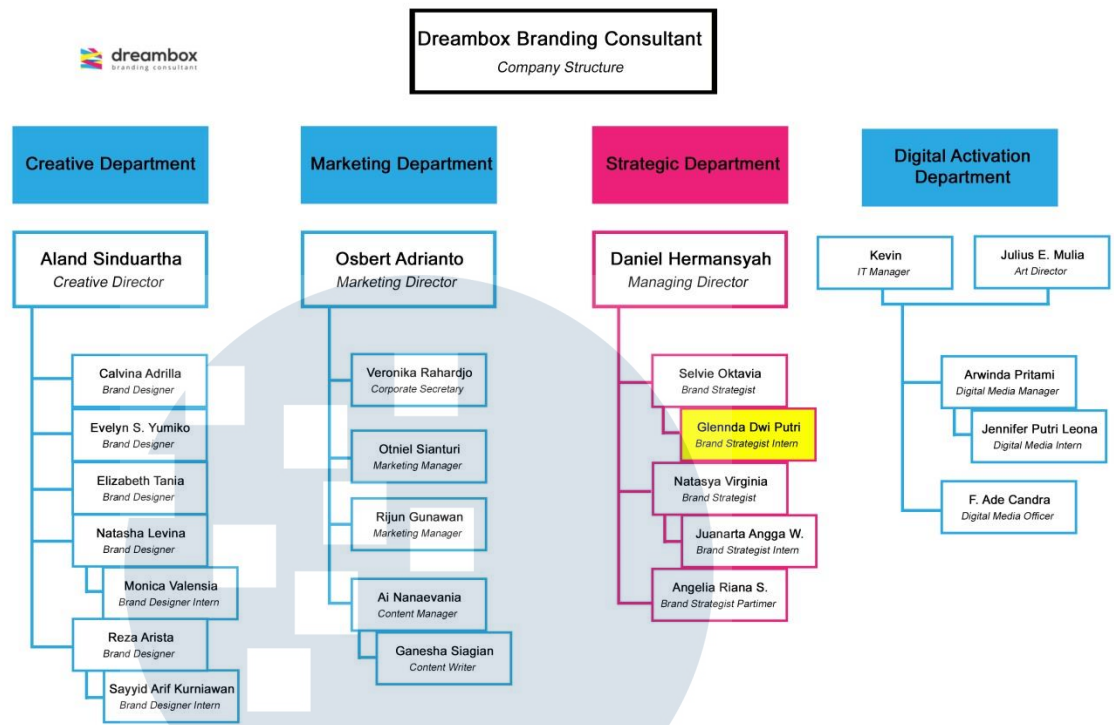 dreambox
branding consultant
Dreambox Branding Consultant
Company Structure
Creative Department
Aland Sinduartha
Creative Director
Calvina Adrilla
Brand Designer
Evelyn S. Yumiko
Brand Designer
Elizabeth Tania
Brand Designer
Natasha Levina
Brand Designer
Monica Valensia
Brand Designer Intern
Reza Arista
Brand Designer
Sayyid Arif Kurniawan
Brand Designer Intern
Marketing Department
Osbert Adrianto
Marketing Director
Veronika Rahardjo
Corporate Secretary
Otniel Sianturi
Marketing Manager
Rijun Gunawan
Marketing Manager
Ai Nanaevania
Content Manager
Ganesha Siagian
Content Writer
Strategic Department
Daniel Hermansyah
Managing Director
Selvie Oktavia
Brand Strategist
Glennda Dwi Putri
Brand Strategist Intern
Natasya Virginia
Brand Strategist
Juanarta Angga W.
Brand Strategist Intern
Angelia Riana S.
Brand Strategist Partimer
Digital Activation
Department
Kevin
IT Manager
Julius E. Mulia
Art Director
Arwinda Pritami
Digital Media Manager
Jennifer Putri Leona
Digital Media Intern
F. Ade Candra
Digital Media Officer